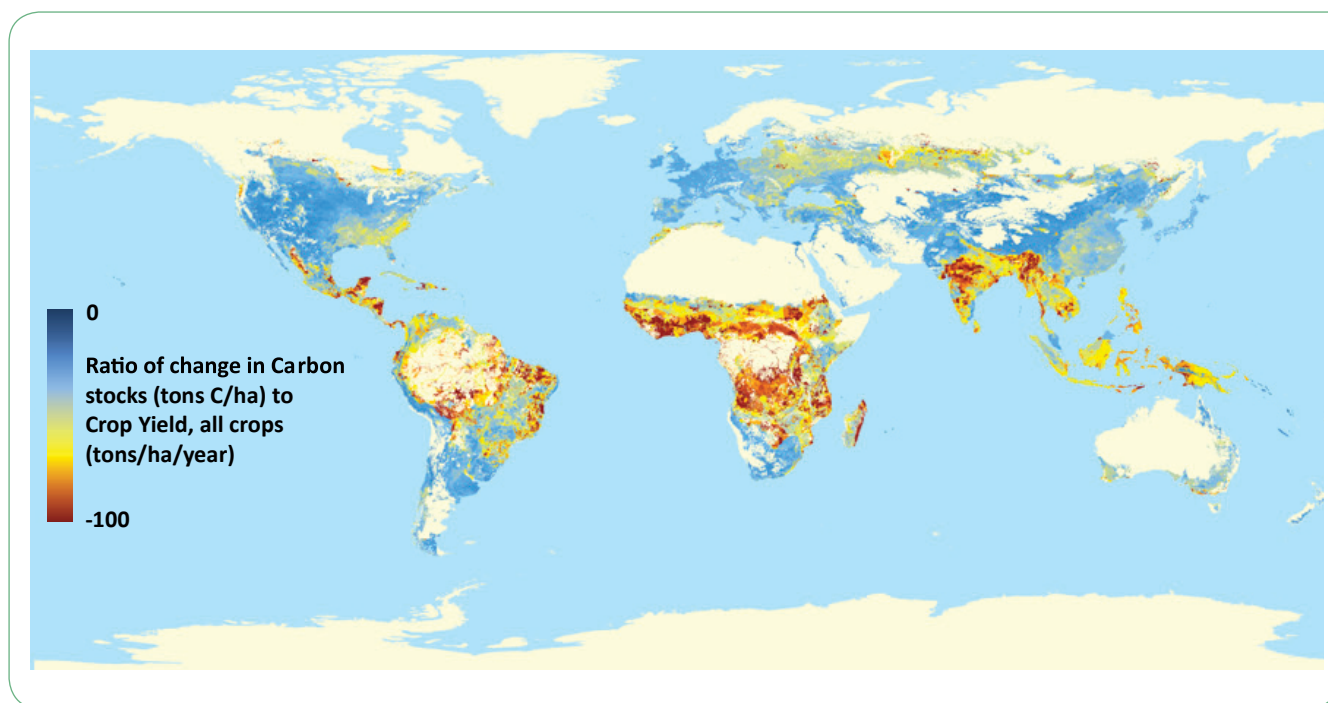 0
Ratio of change in Carbon
stocks (tons C/ha) to
Crop Yield, all crops
(tons/ha/year)
-100